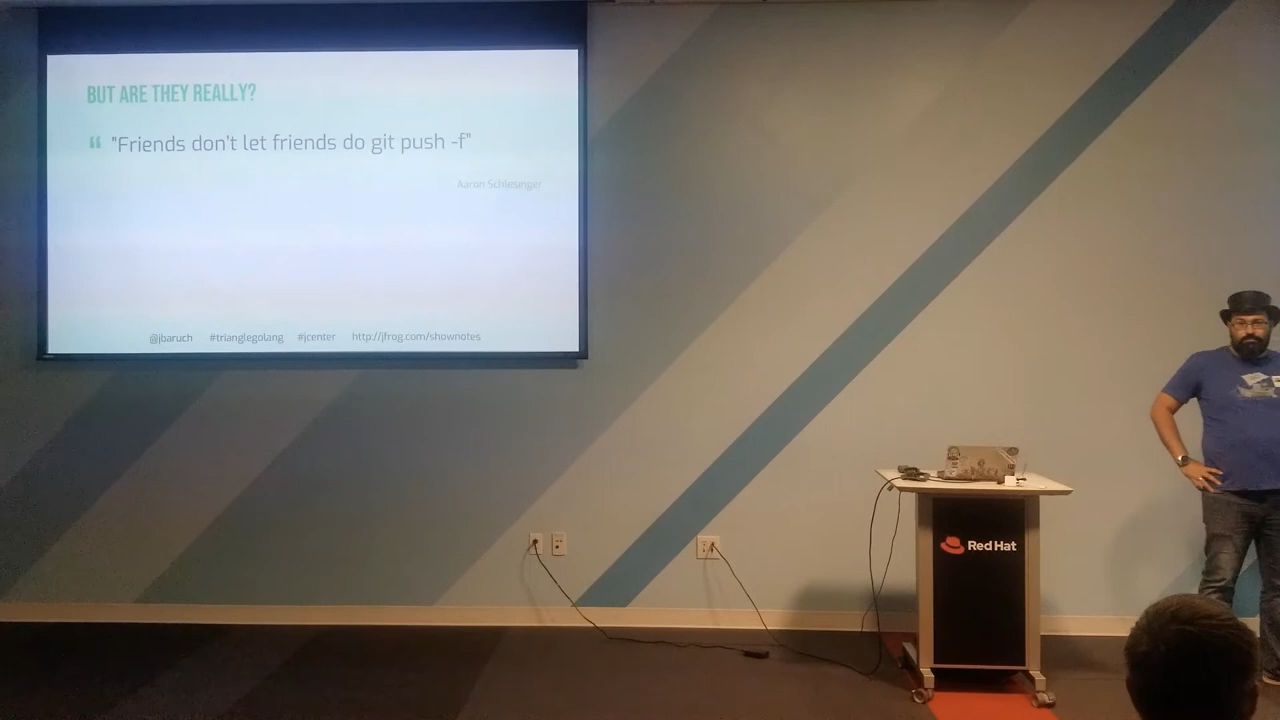 BUT ARE THEY REALLY?
“ "Friends don't let friends do git push -f"
Aaron Schlesinger
@jbaruch #trianglegolang #jcenter http://jfrog.com/shownotes
Red Hat